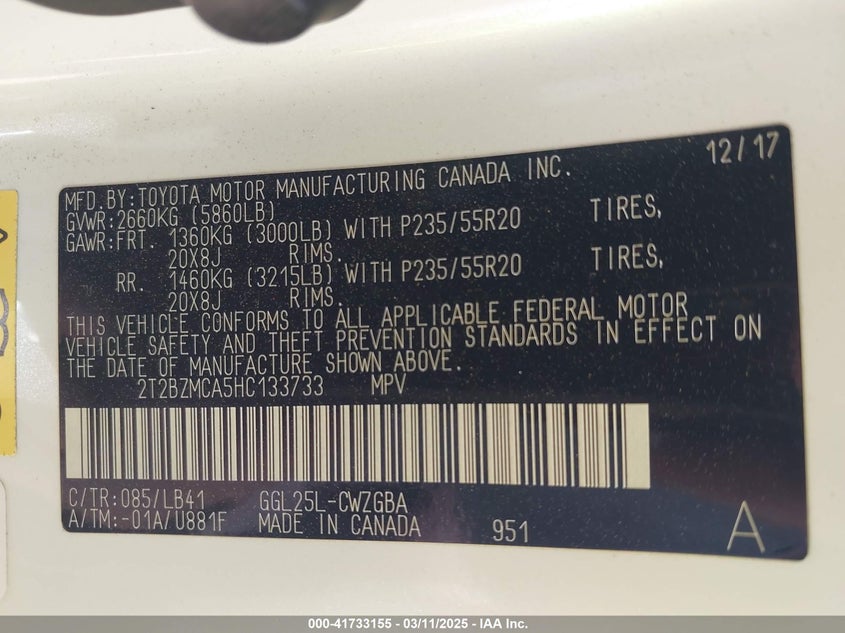 12/17
MFD. BY: TOYOTA MOTOR MANUFACTURING CANADA INC.
GVWR: 2660KG (5860LB)
GAWR: FRT. 1360KG (3000LB) WITH P235/55R20 TIRES,
20X8J RIMS.
RR. 1460KG (3215LB) WITH P235/55R20 TIRES,
20X8J RIMS.
THIS VEHICLE CONFORMS TO ALL APPLICABLE FEDERAL MOTOR
VEHICLE SAFETY AND THEFT PREVENTION STANDARDS IN EFFECT ON
THE DATE OF MANUFACTURE SHOWN ABOVE.
2T2BZMCA5HC133733 MPV
C/TR: 085/LB41 GGL25L-CWZGBA
A/TM: -01A/U881F MADE IN CANADA 951 A
000-41733155 - 03/11/2025 - IAA Inc.